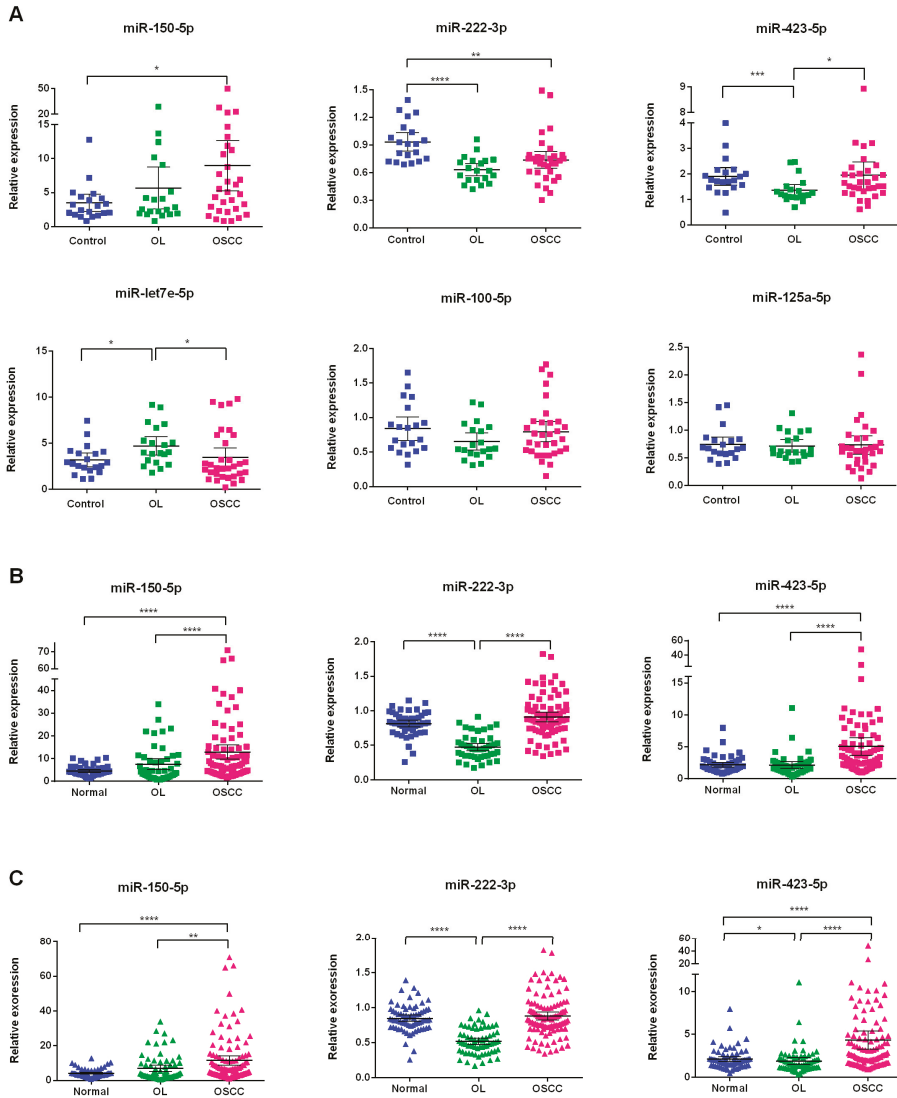 A
miR-150-5p
miR-222-3p
miR-423-5p
*
**
****
***
*
Relative expression
50
20
15
10
5
0
Control
OL
OSCC
Relative expression
1.5
1.2
0.9
0.6
0.3
0.0
Control
OL
OSCC
Relative expression
9
8
4
3
2
1
0
Control
OL
OSCC
miR-let7e-5p
miR-100-5p
miR-125a-5p
*
*
Relative expression
15
10
5
0
Control
OL
OSCC
Relative expression
2.0
1.5
1.0
0.5
0.0
Control
OL
OSCC
Relative expression
2.5
2.0
1.5
1.0
0.5
0.0
Control
OL
OSCC
B
miR-150-5p
miR-222-3p
miR-423-5p
****
****
****
****
****
****
Relative expression
70
60
50
40
30
20
10
0
Normal
OL
OSCC
Relative expression
2.0
1.5
1.0
0.5
0.0
Normal
OL
OSCC
Relative expression
60
40
20
15
10
5
0
Normal
OL
OSCC
C
miR-150-5p
miR-222-3p
miR-423-5p
****
**
****
****
****
*
****
Relative exoression
80
60
40
20
0
Normal
OL
OSCC
Relative exoression
2.0
1.5
1.0
0.5
0.0
Normal
OL
OSCC
Relative exoression
60
40
20
10
5
0
Normal
OL
OSCC